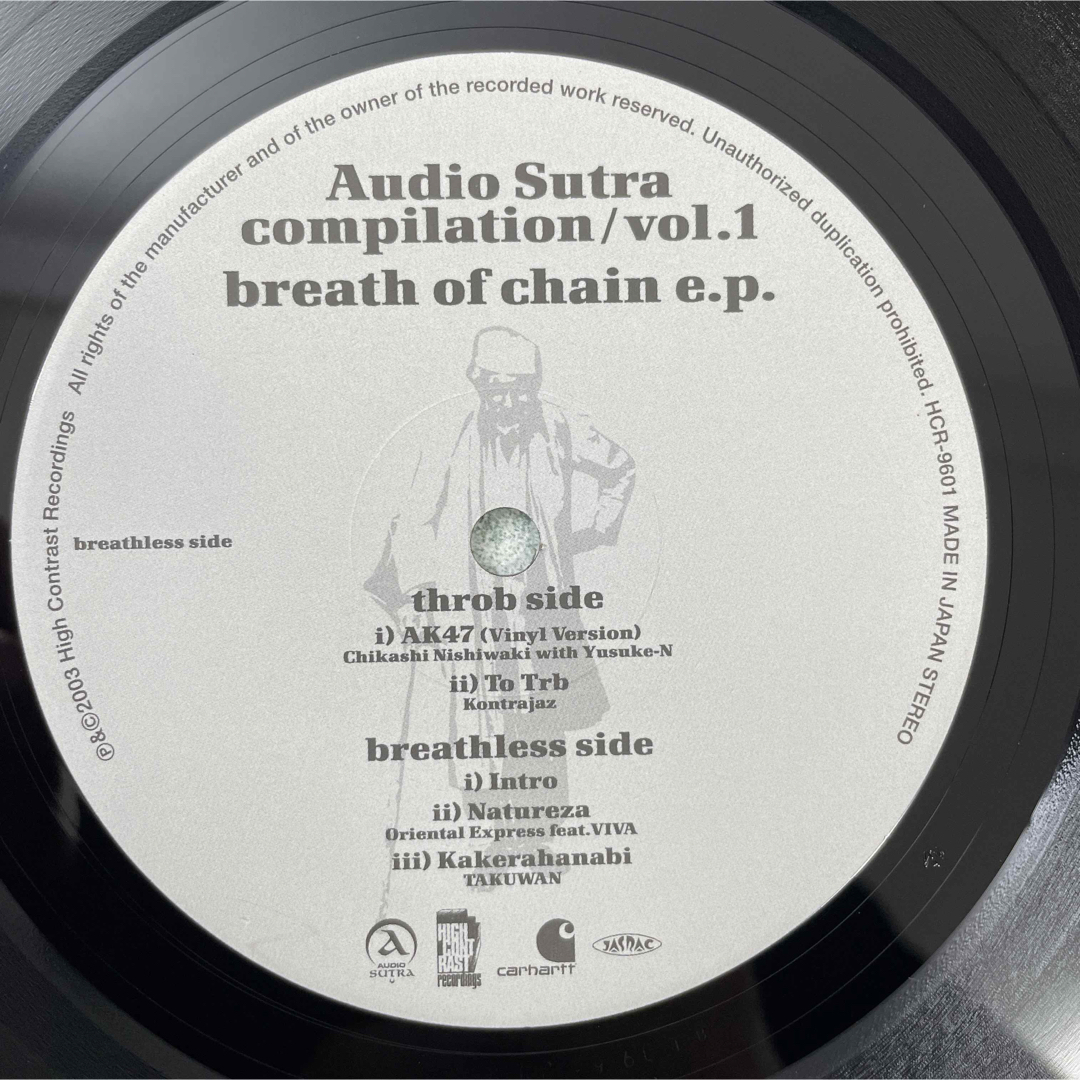 P&©2003 High Contrast Recordings All rights of the manufacturer and of the owner of the recorded work reserved. Unauthorized duplication prohibited. HCR-9601 MADE IN JAPAN STEREO
Audio Sutra
compilation/vol.1
breath of chain e.p.
breathless side
throb side
i) AK47 (Vinyl Version)
Chikashi Nishiwaki with Yusuke-N
ii) To Trb
Kontrajaz
breathless side
i) Intro
ii) Natureza
Oriental Express feat.VIVA
iii) Kakerahanabi
TAKUWAN
AUDIO
SUTRA
HIGH
CONT
RAST
recordings
carhartt
JASRAC